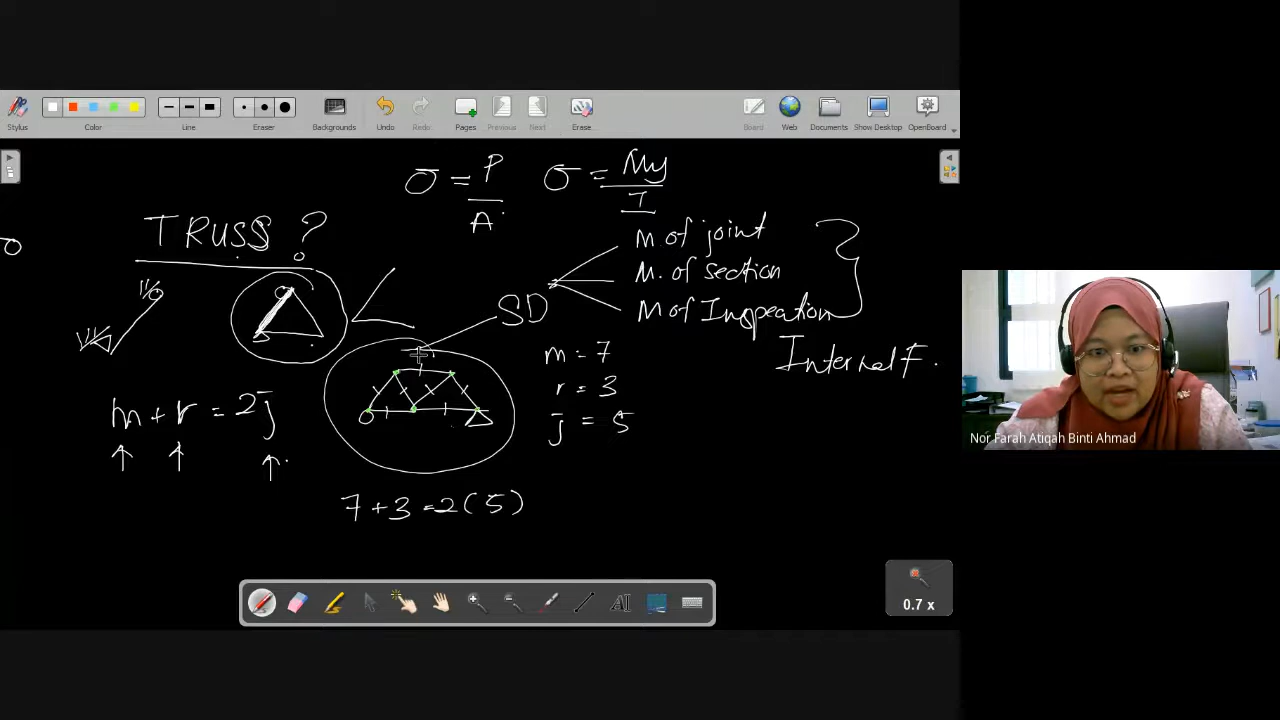 Stylus
Color
Line
Eraser
Backgrounds
Undo
Redo
Pages
Previous
Next
Erase...
Board
Web
Documents
Show Desktop
OpenBoard
σ = P/A
σ = My/I
TRUSS?
SD
M. of joint
M. of section
M of Inspeation
Internal F.
m = 7
r = 3
j = 5
m + r = 2j
7 + 3 = 2(5)
Nor Farah Atiqah Binti Ahmad
0.7 x
AI